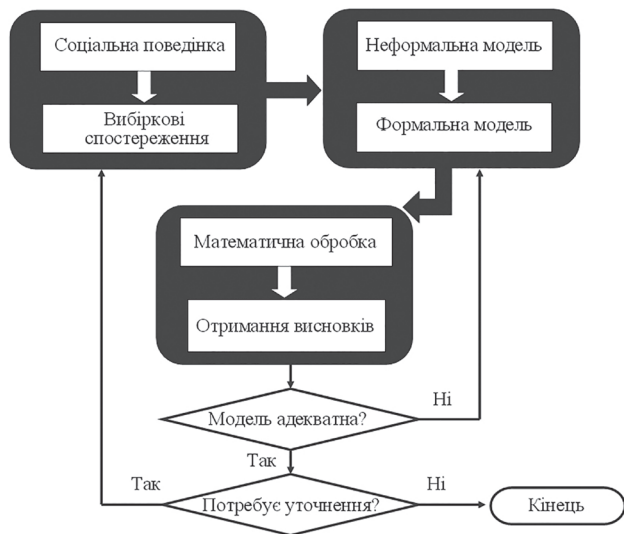 Соціальна поведінка
Вибіркові
спостереження
Неформальна модель
Формальна модель
Математична обробка
Отримання висновків
Модель адекватна?
Ні
Так
Потребує уточнення?
Так
Ні
Кінець